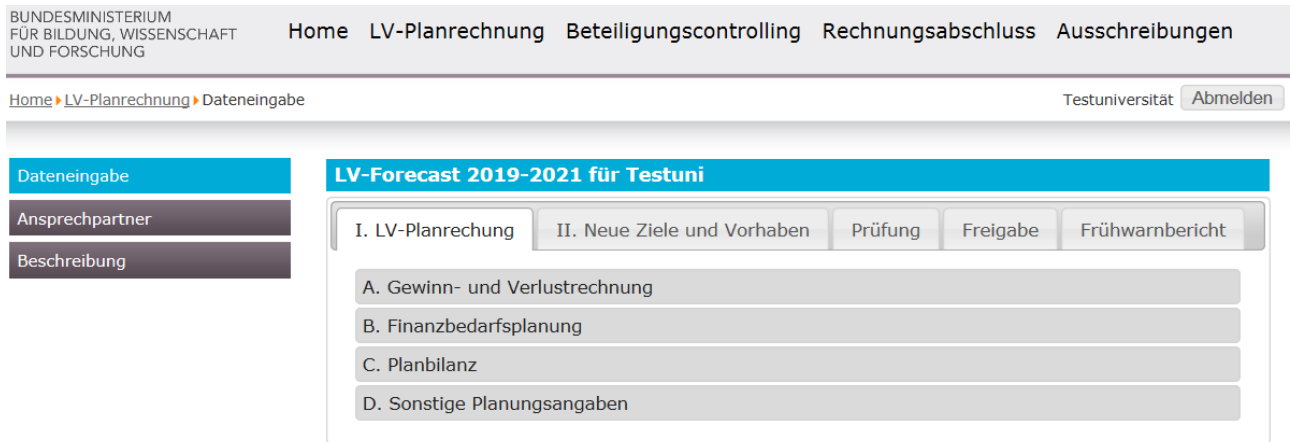 BUNDESMINISTERIUM
FÜR BILDUNG, WISSENSCHAFT
UND FORSCHUNG
Home LV-Planrechnung Beteiligungscontrolling Rechnungsabschluss Ausschreibungen
Home LV-Planrechnung Dateneingabe
Testuniversität Abmelden
Dateneingabe
Ansprechpartner
Beschreibung
LV-Forecast 2019-2021 für Testuni
I. LV-Planrechung II. Neue Ziele und Vorhaben Prüfung Freigabe Frühwarnbericht
A. Gewinn- und Verlustrechnung
B. Finanzbedarfsplanung
C. Planbilanz
D. Sonstige Planungsangaben